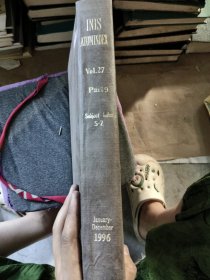 INIS
ATOMINDEX
Vol.27
Part 9
Subject Index
S-Z
January-
December
1996